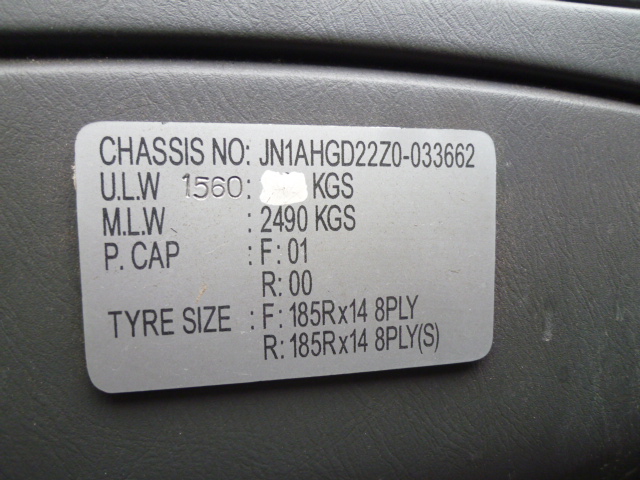 CHASSIS NO: JN1AHGD22Z0-033662
U.L.W 1560: KGS
M.L.W : 2490 KGS
P. CAP : F: 01
R: 00
TYRE SIZE : F: 185Rx14 8PLY
R: 185Rx14 8PLY(S)